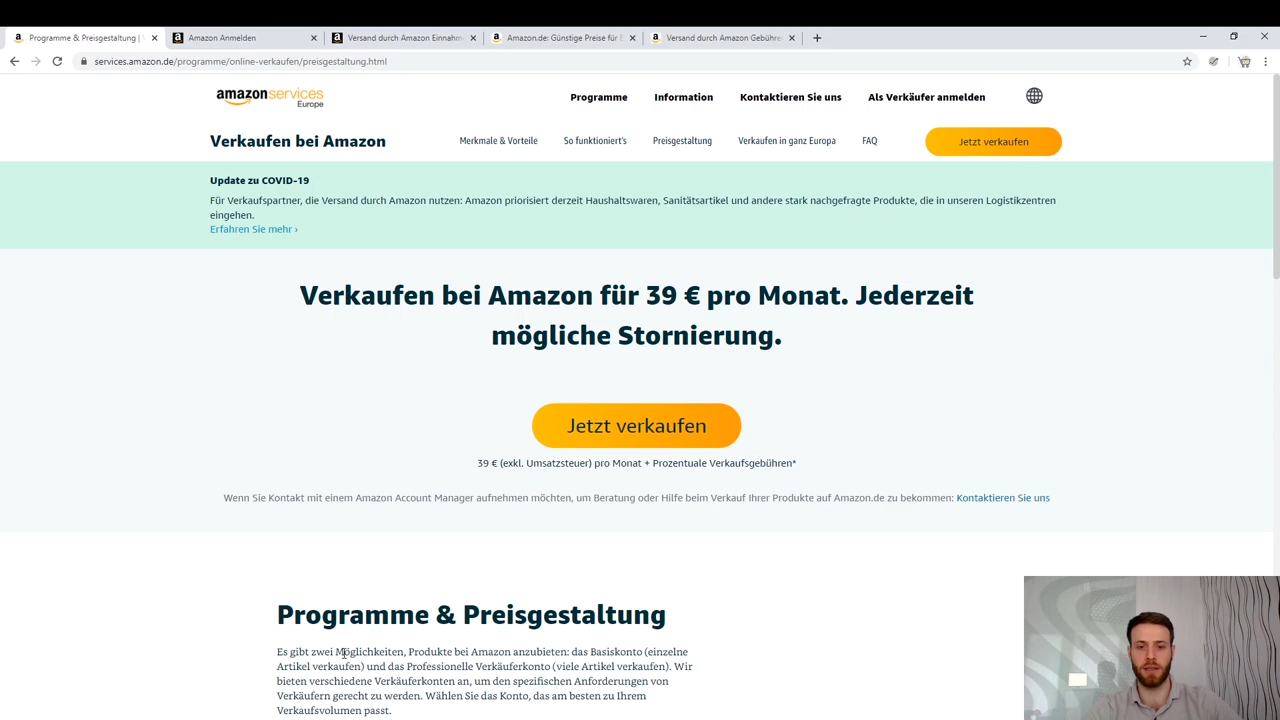 Programme & Preisgestaltung |
Amazon Anmelden
Versand durch Amazon Einnahm
Amazon.de: Günstige Preise für E
Versand durch Amazon Gebühre
services.amazon.de/programme/online-verkaufen/preisgestaltung.html
amazonservices
Europe
Programme
Information
Kontaktieren Sie uns
Als Verkäufer anmelden
Verkaufen bei Amazon
Merkmale & Vorteile
So funktioniert's
Preisgestaltung
Verkaufen in ganz Europa
FAQ
Jetzt verkaufen
Update zu COVID-19
Für Verkaufspartner, die Versand durch Amazon nutzen: Amazon priorisiert derzeit Haushaltswaren, Sanitätsartikel und andere stark nachgefragte Produkte, die in unseren Logistikzentren
eingehen.
Erfahren Sie mehr ›
Verkaufen bei Amazon für 39 € pro Monat. Jederzeit
mögliche Stornierung.
Jetzt verkaufen
39 € (exkl. Umsatzsteuer) pro Monat + Prozentuale Verkaufsgebühren*
Wenn Sie Kontakt mit einem Amazon Account Manager aufnehmen möchten, um Beratung oder Hilfe beim Verkauf Ihrer Produkte auf Amazon.de zu bekommen: Kontaktieren Sie uns
Programme & Preisgestaltung
Es gibt zwei Möglichkeiten, Produkte bei Amazon anzubieten: das Basiskonto (einzelne
Artikel verkaufen) und das Professionelle Verkäuferkonto (viele Artikel verkaufen). Wir
bieten verschiedene Verkäuferkonten an, um den spezifischen Anforderungen von
Verkäufern gerecht zu werden. Wählen Sie das Konto, das am besten zu Ihrem
Verkaufsvolumen passt.